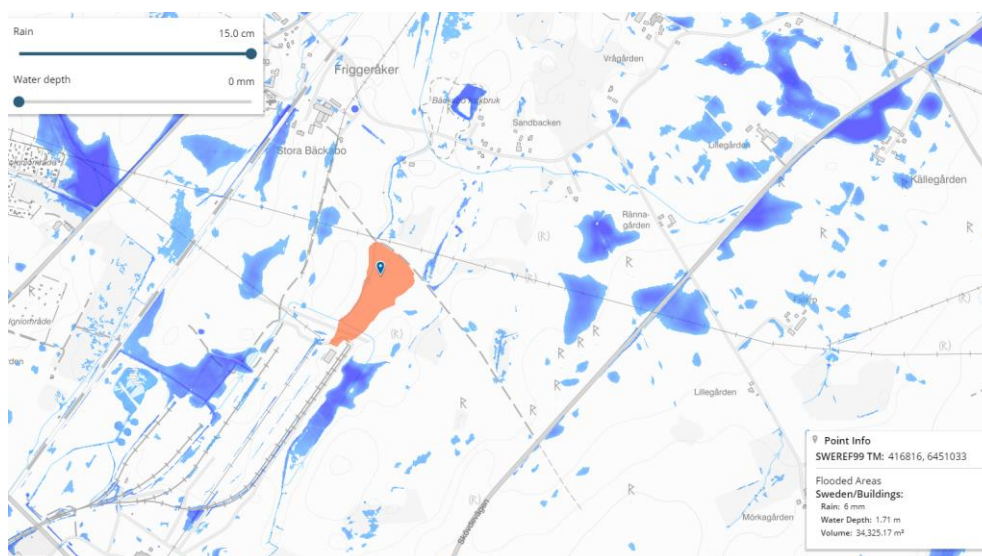 Rain 15.0 cm
Water depth 0 mm
Friggeråker
Vrågården
Sandbacken
Stora Bäckabo
Lillegården
Källegården
Ränna-
gården
(R)
R
(R)
R
(R)
R
(R)
R
(R)
Lillegården
R
R
R
R
R
(R)
Mörkagården
Skövdevägen
Point Info
SWEREF99 TM: 416816, 6451033
Flooded Areas
Sweden/Buildings:
Rain: 6 mm
Water Depth: 1.71 m
Volume: 34,325.17 m³